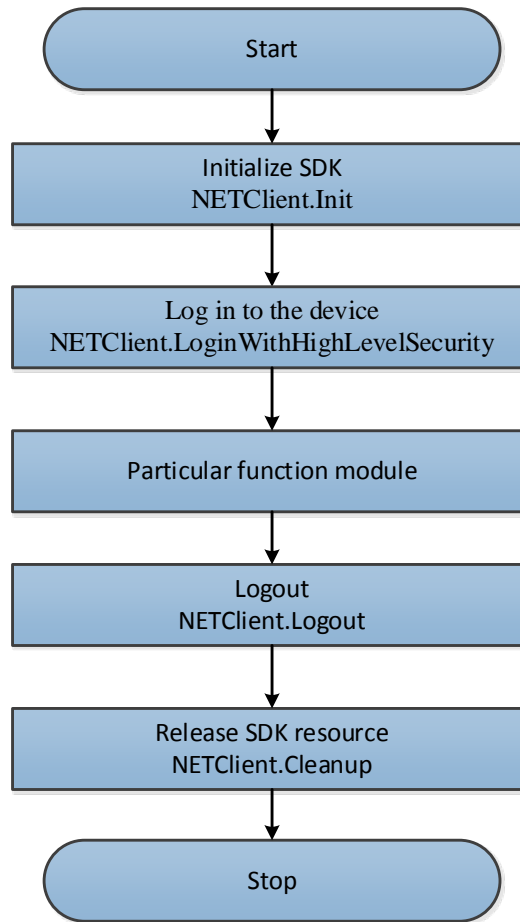 Start
Initialize SDK
NETClient.Init
Log in to the device
NETClient.LoginWithHighLevelSecurity
Particular function module
Logout
NETClient.Logout
Release SDK resource
NETClient.Cleanup
Stop